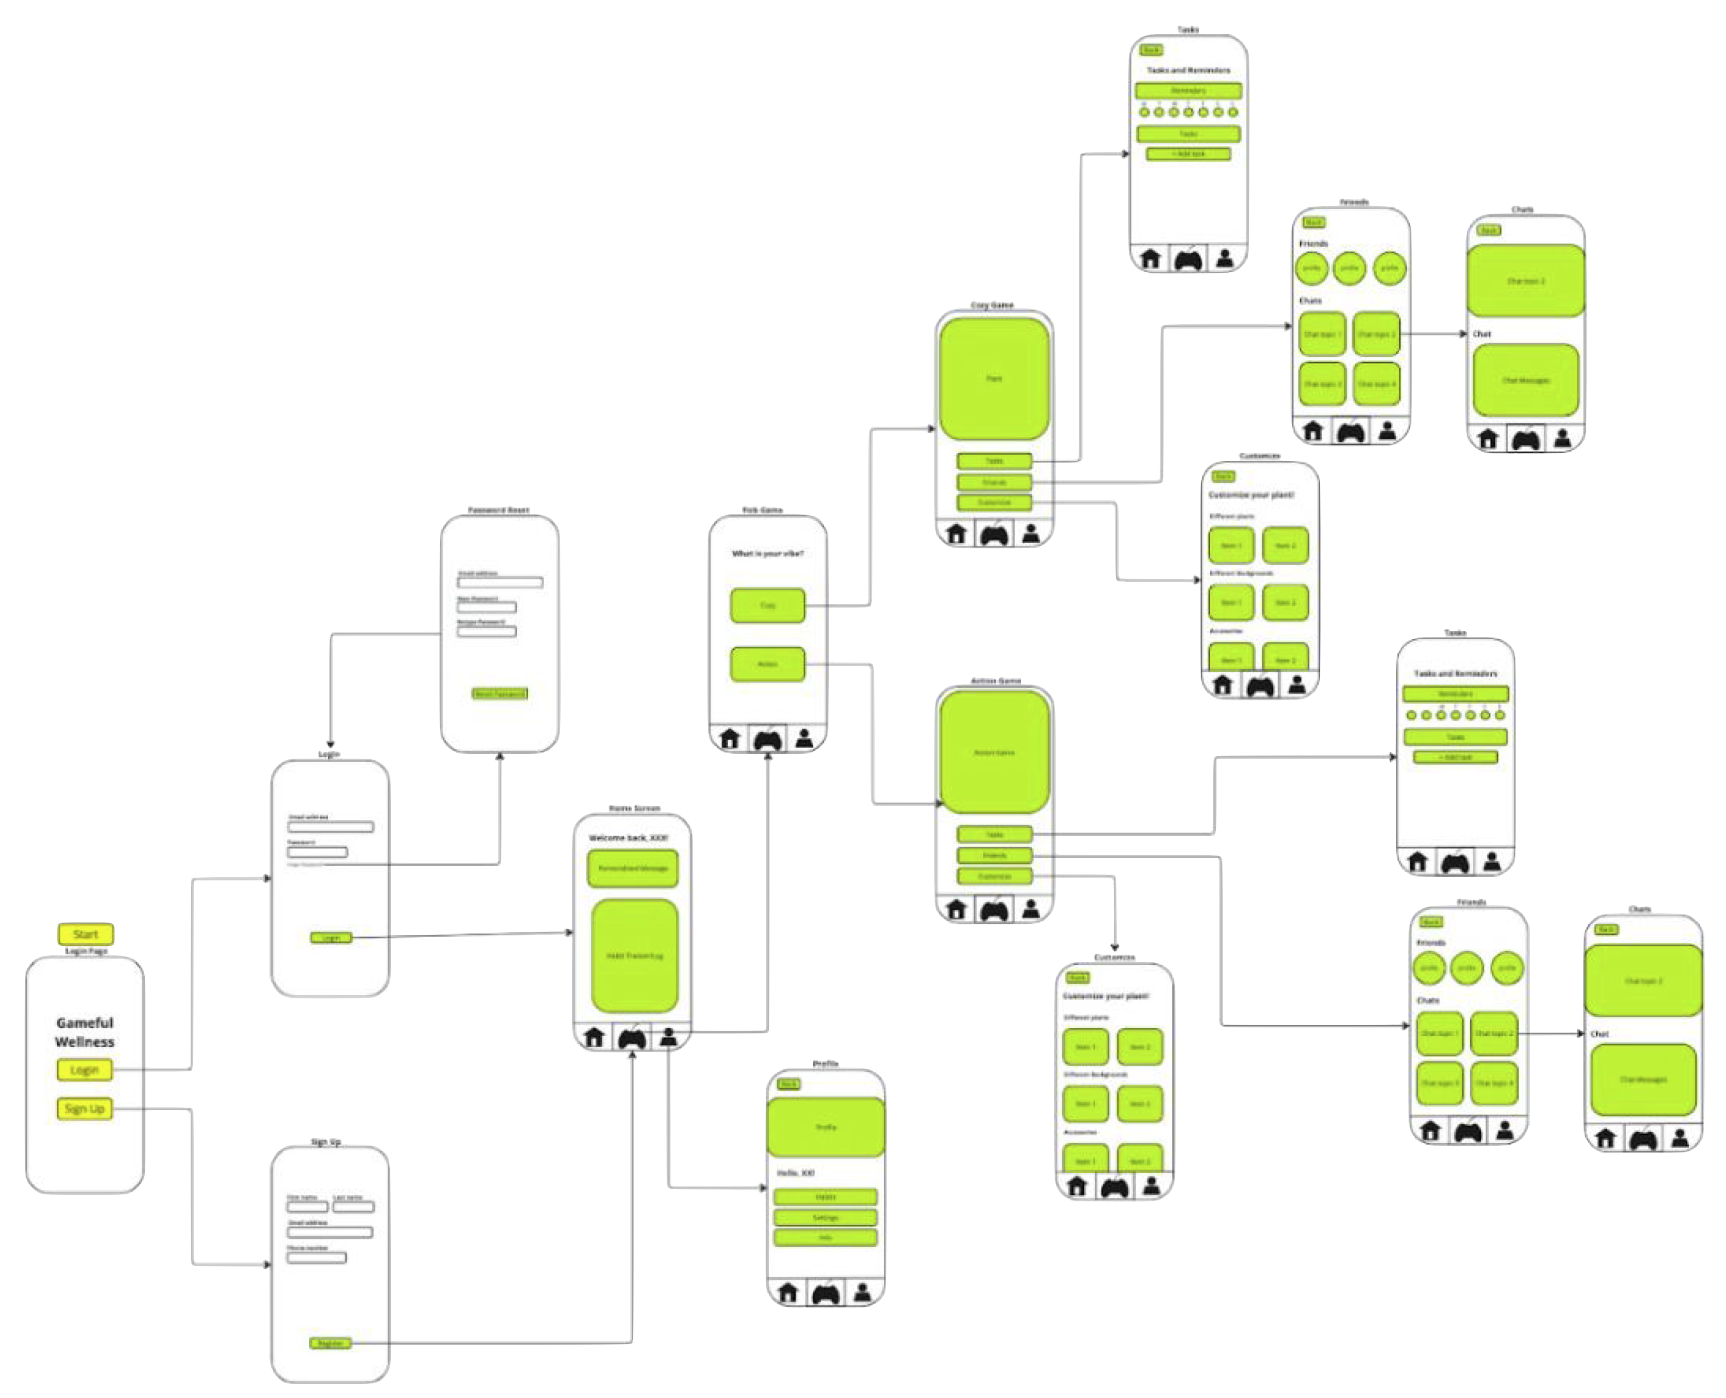 Start
Login Page
Gameful
Wellness
Login
Sign Up
Login
Email address
Password
Login
Password Reset
Email address
New Password
Retype Password
Reset Password
Sign Up
First name Last name
Email address
Phone number
Register
Home Screen
Welcome back, XXX!
Personalized Message
Habit Tracker/Log
Profile
Back
Profile
Hello, XX!
Settings
Info
Pick Game
What is your vibe?
Cozy
Action
Cozy Game
Plant
Tasks
Friends
Customize
Action Game
Action Game
Tasks
Friends
Customize
Tasks
Back
Tasks and Reminders
Reminders
Tasks
+ Add task
Friends
Back
Friends
profile profile profile
Chats
Chat topic 1 Chat topic 2
Chat topic 3 Chat topic 4
Chats
Back
Chat topic 2
Chat
Chat Messages
Customize
Back
Customize your plant!
Different plants
Item 1 Item 2
Different Backgrounds
Item 1 Item 2
Accessories
Item 1 Item 2
Tasks
Tasks and Reminders
Reminders
Tasks
+ Add task
Friends
Back
Friends
profile profile profile
Chats
Chat topic 1 Chat topic 2
Chat topic 3 Chat topic 4
Chats
Back
Chat topic 2
Chat
Chat Messages
Customize
Back
Customize your plant!
Different plants
Item 1 Item 2
Different Backgrounds
Item 1 Item 2
Accessories
Item 1 Item 2